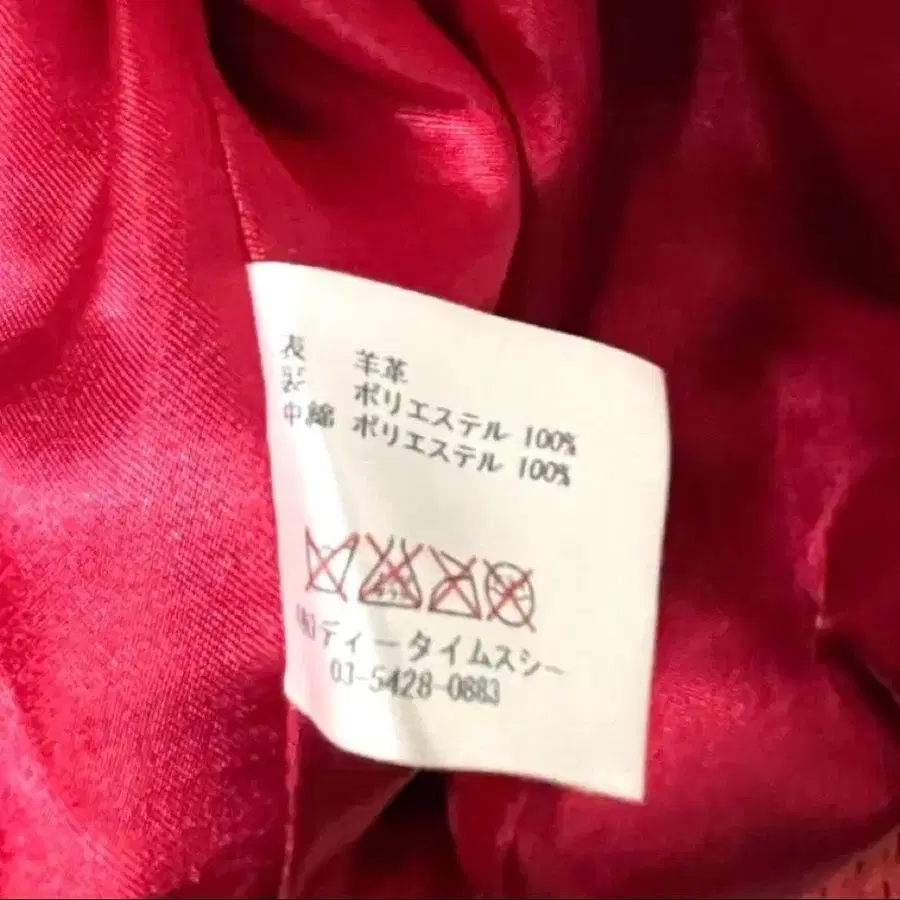 表 羊革
裏 ポリエステル 100%
中綿 ポリエステル 100%
ディータイムスシー
03-5428-0883